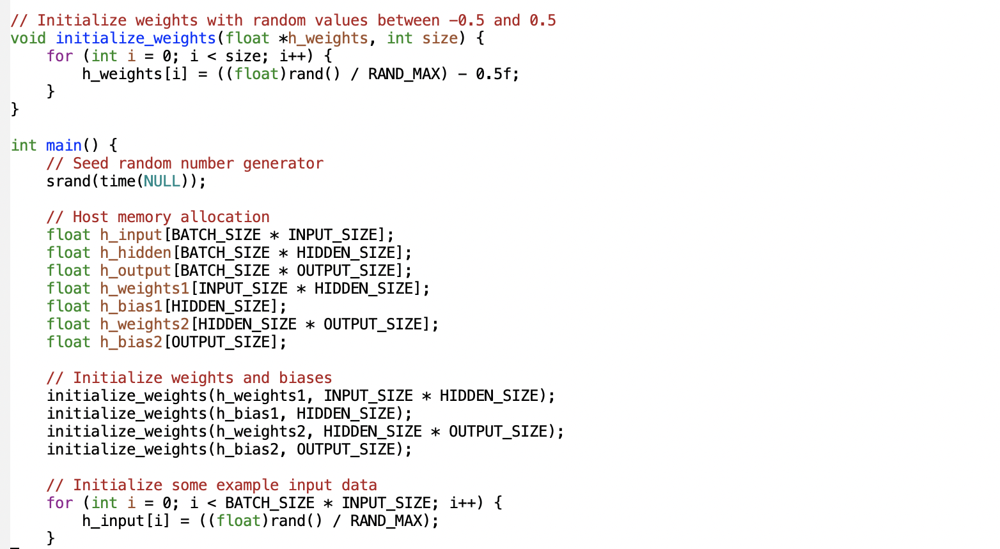 // Initialize weights with random values between -0.5 and 0.5
void initialize_weights(float *h_weights, int size) {
    for (int i = 0; i < size; i++) {
        h_weights[i] = ((float)rand() / RAND_MAX) - 0.5f;
    }
}

int main() {
    // Seed random number generator
    srand(time(NULL));

    // Host memory allocation
    float h_input[BATCH_SIZE * INPUT_SIZE];
    float h_hidden[BATCH_SIZE * HIDDEN_SIZE];
    float h_output[BATCH_SIZE * OUTPUT_SIZE];
    float h_weights1[INPUT_SIZE * HIDDEN_SIZE];
    float h_bias1[HIDDEN_SIZE];
    float h_weights2[HIDDEN_SIZE * OUTPUT_SIZE];
    float h_bias2[OUTPUT_SIZE];

    // Initialize weights and biases
    initialize_weights(h_weights1, INPUT_SIZE * HIDDEN_SIZE);
    initialize_weights(h_bias1, HIDDEN_SIZE);
    initialize_weights(h_weights2, HIDDEN_SIZE * OUTPUT_SIZE);
    initialize_weights(h_bias2, OUTPUT_SIZE);

    // Initialize some example input data
    for (int i = 0; i < BATCH_SIZE * INPUT_SIZE; i++) {
        h_input[i] = ((float)rand() / RAND_MAX);
    }